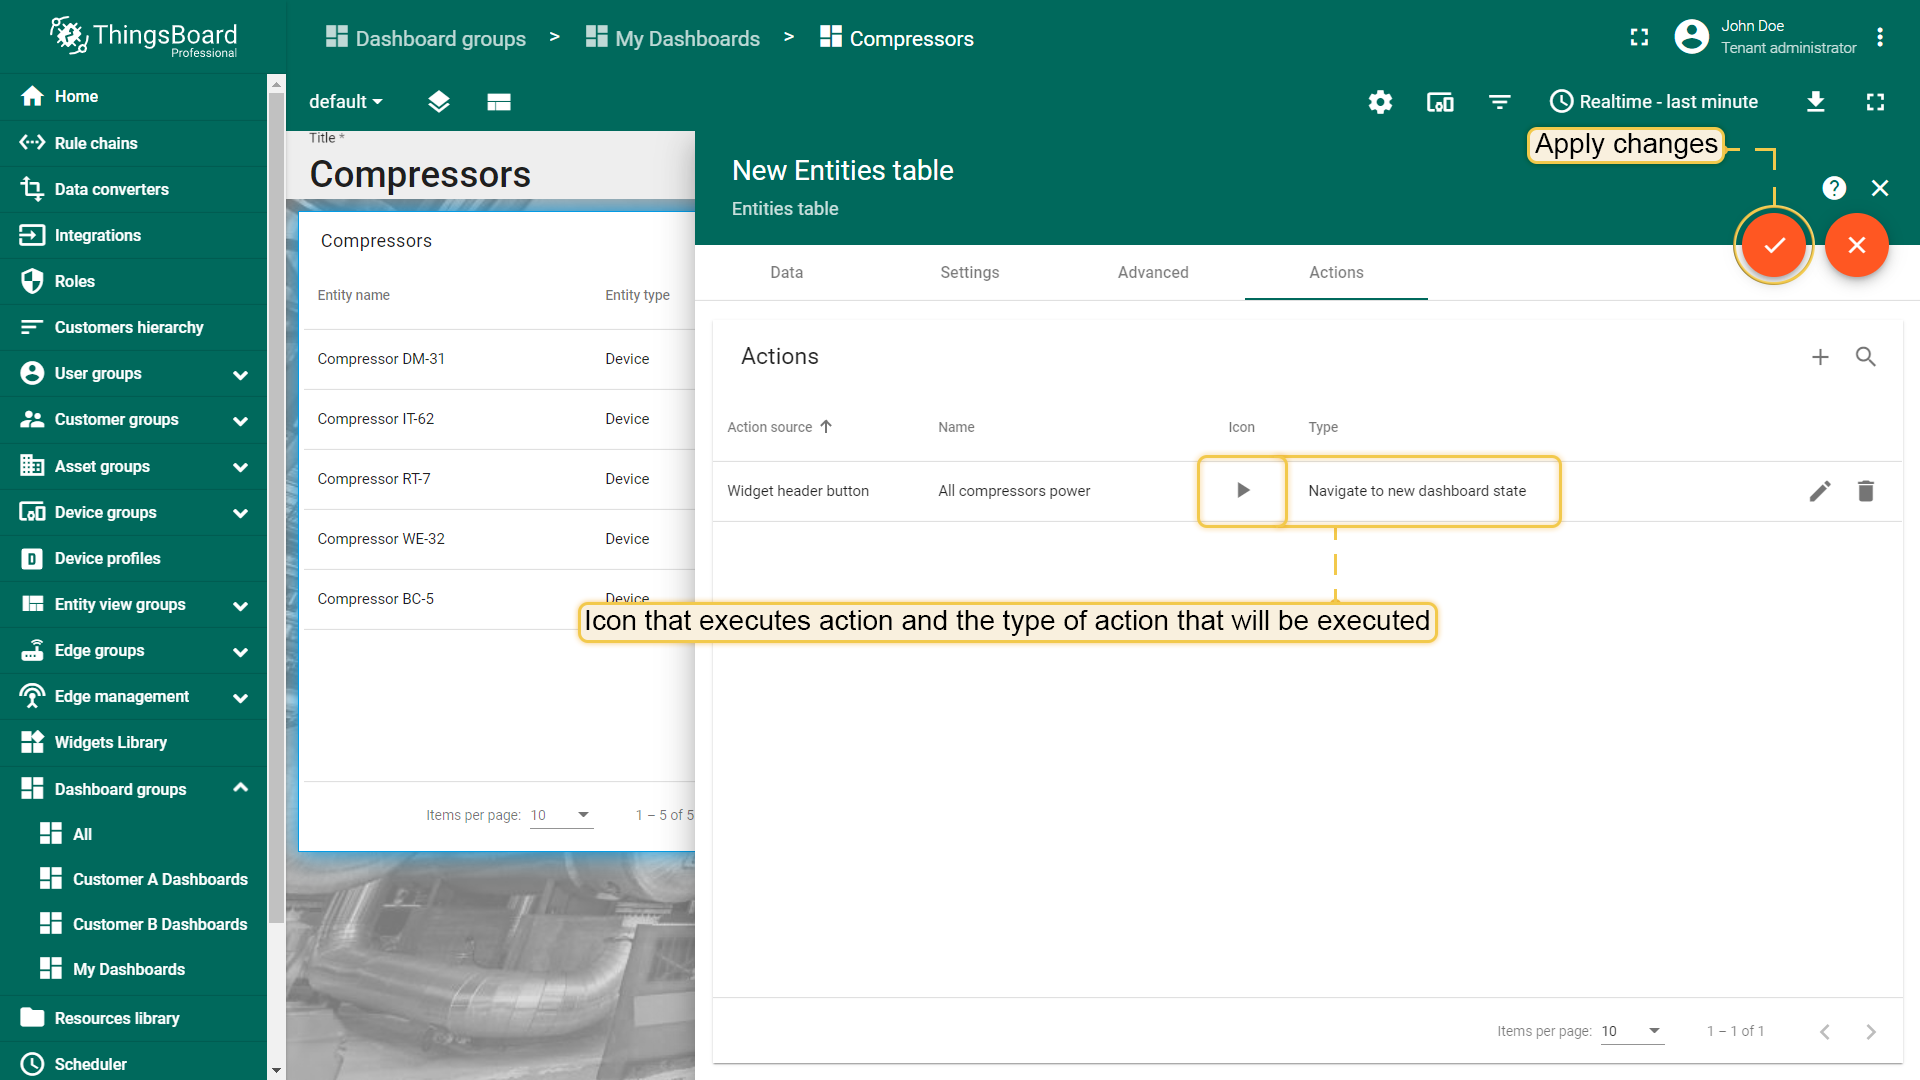 ThingsBoard
Professional
Dashboard groups > My Dashboards > Compressors
John Doe
Tenant administrator
Home
Rule chains
Data converters
Integrations
Roles
Customers hierarchy
User groups
Customer groups
Asset groups
Device groups
Device profiles
Entity view groups
Edge groups
Edge management
Widgets Library
Dashboard groups
All
Customer A Dashboards
Customer B Dashboards
My Dashboards
Resources library
Scheduler
default
Realtime - last minute
Title *
Compressors
Compressors
Entity name Entity type
Compressor DM-31 Device
Compressor IT-62 Device
Compressor RT-7 Device
Compressor WE-32 Device
Compressor BC-5 Device
Items per page: 10 1 – 5 of 5
New Entities table
Entities table
Apply changes
Data Settings Advanced Actions
Actions
Action source Name Icon Type
Widget header button All compressors power Navigate to new dashboard state
Icon that executes action and the type of action that will be executed
Items per page: 10 1 – 1 of 1